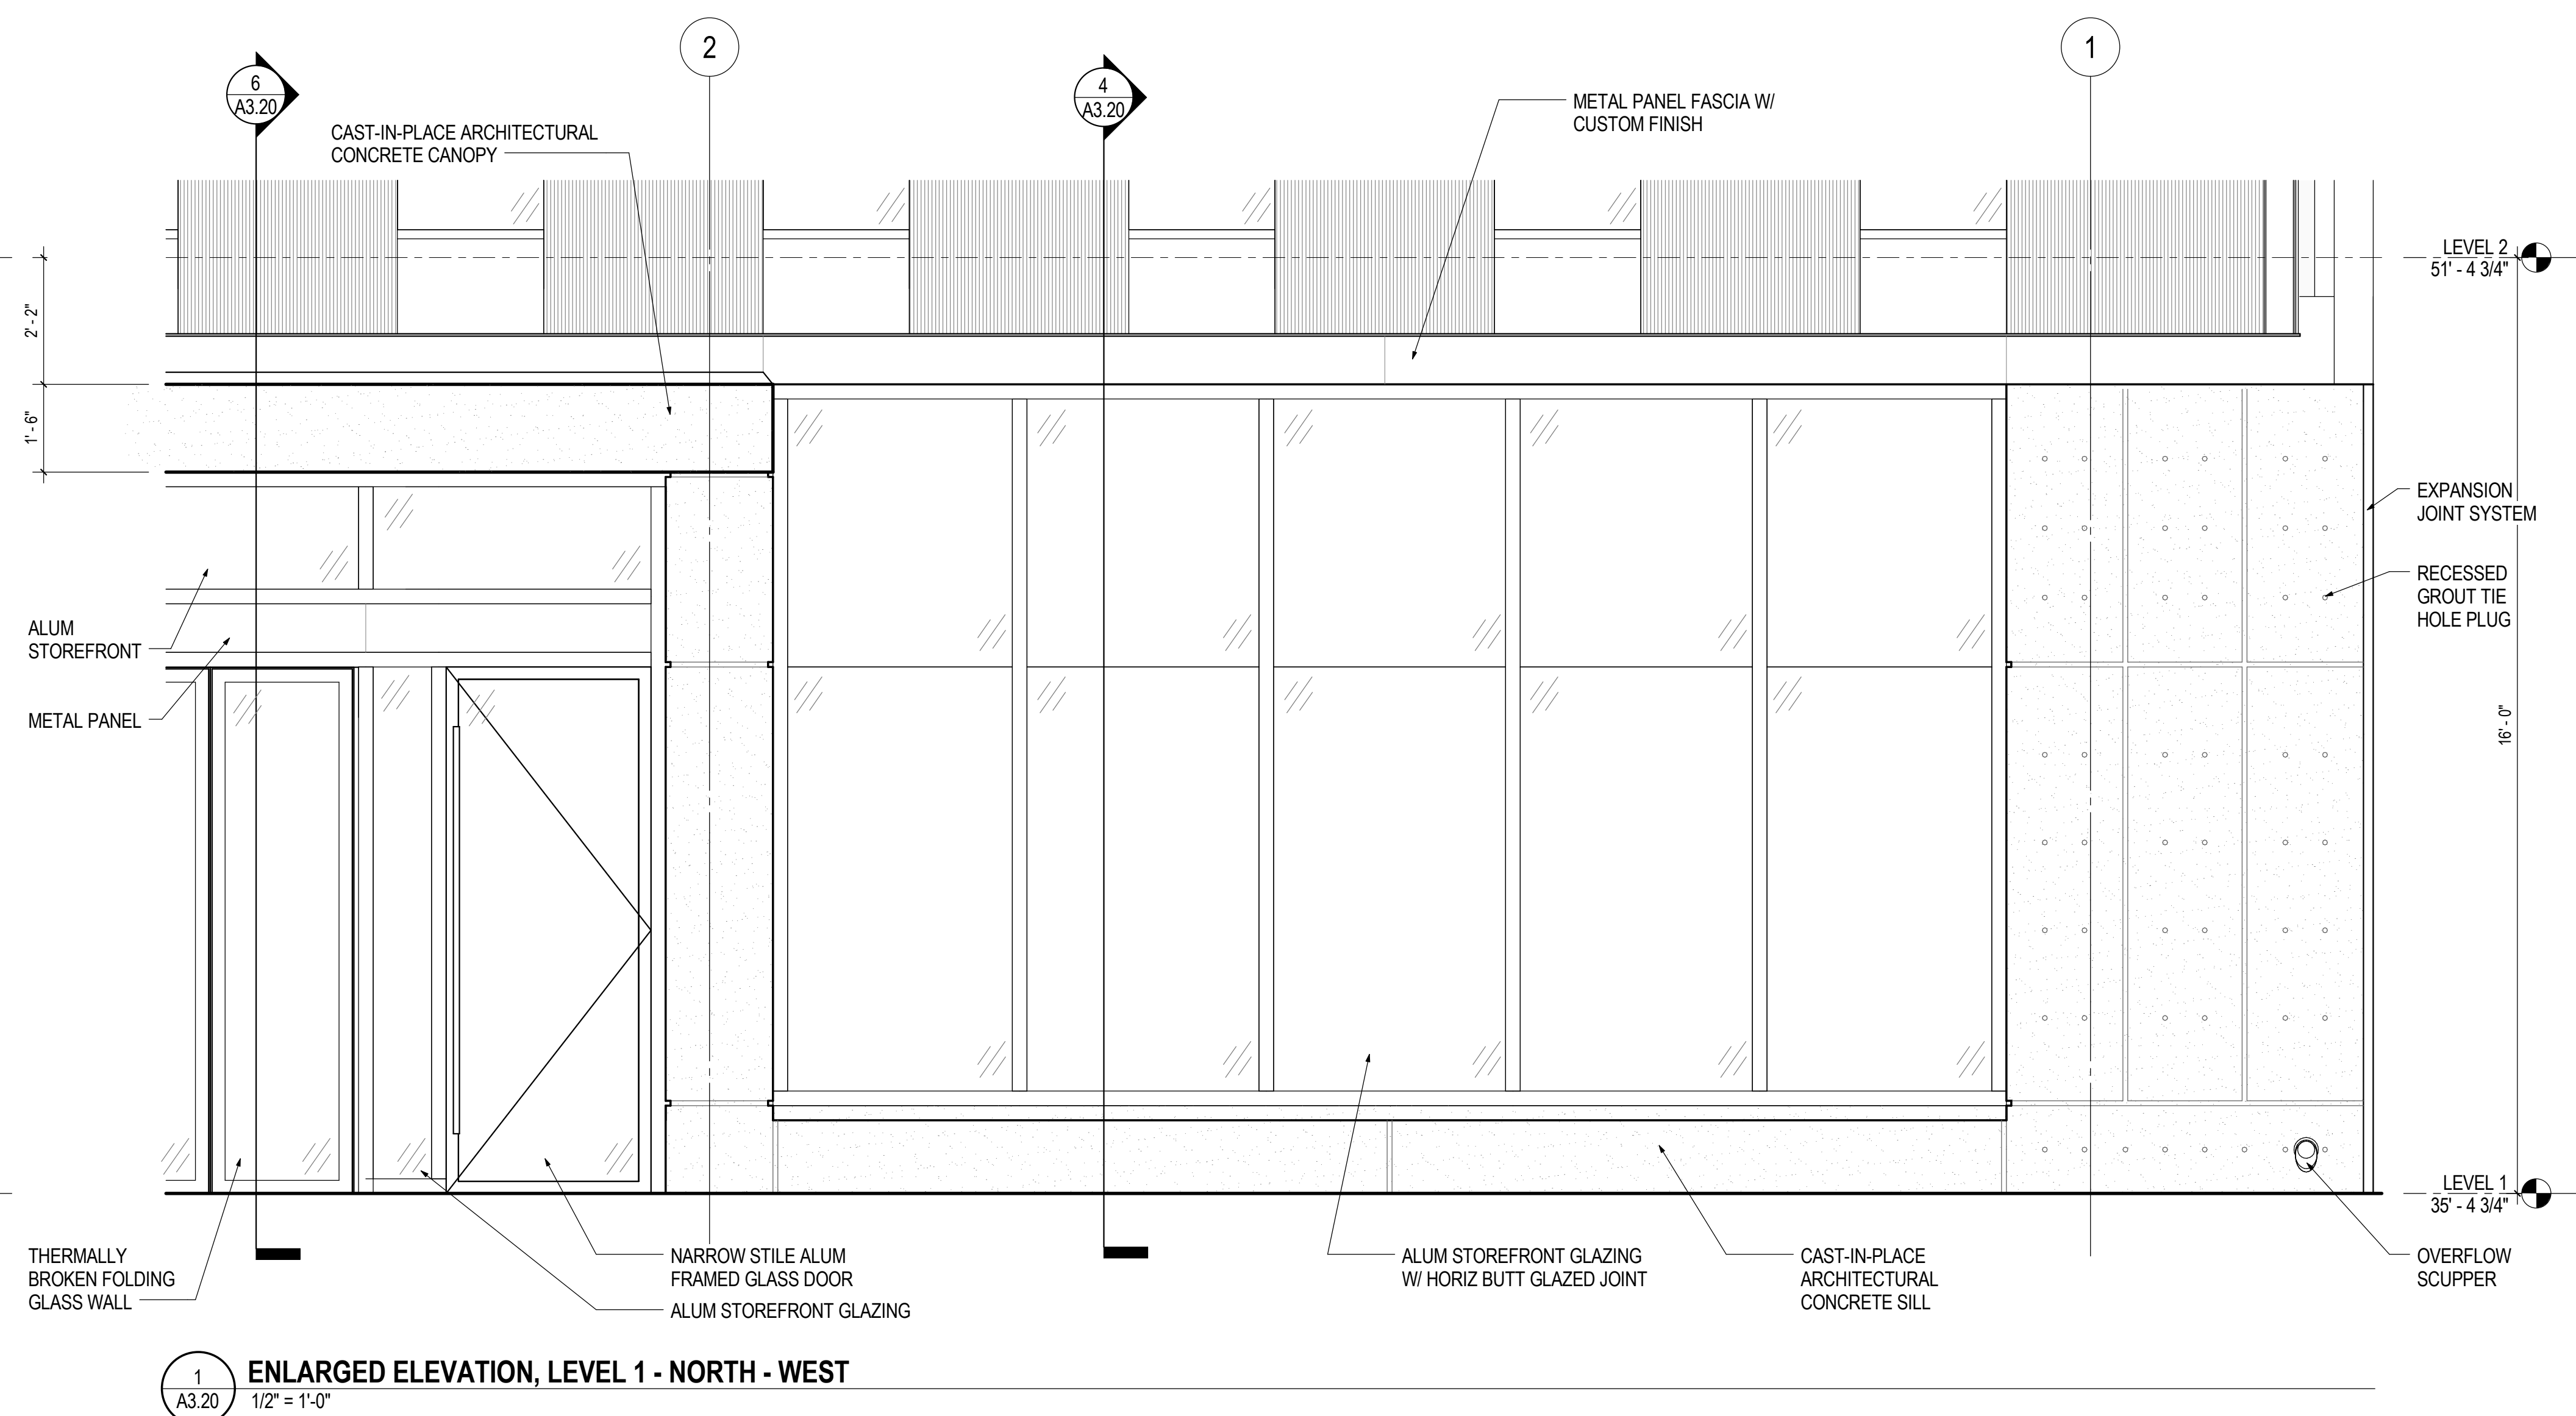 2
1
6
A3.20
4
A3.20
METAL PANEL FASCIA W/
CUSTOM FINISH
CAST-IN-PLACE ARCHITECTURAL
CONCRETE CANOPY
LEVEL 2
51' - 4 3/4"
2' - 2"
1' - 6"
EXPANSION
JOINT SYSTEM
RECESSED
GROUT TIE
HOLE PLUG
ALUM
STOREFRONT
METAL PANEL
16' - 0"
LEVEL 1
35' - 4 3/4"
THERMALLY
BROKEN FOLDING
GLASS WALL
NARROW STILE ALUM
FRAMED GLASS DOOR
ALUM STOREFRONT GLAZING
ALUM STOREFRONT GLAZING
W/ HORIZ BUTT GLAZED JOINT
CAST-IN-PLACE
ARCHITECTURAL
CONCRETE SILL
OVERFLOW
SCUPPER
1
A3.20
ENLARGED ELEVATION, LEVEL 1 - NORTH - WEST
1/2" = 1'-0"